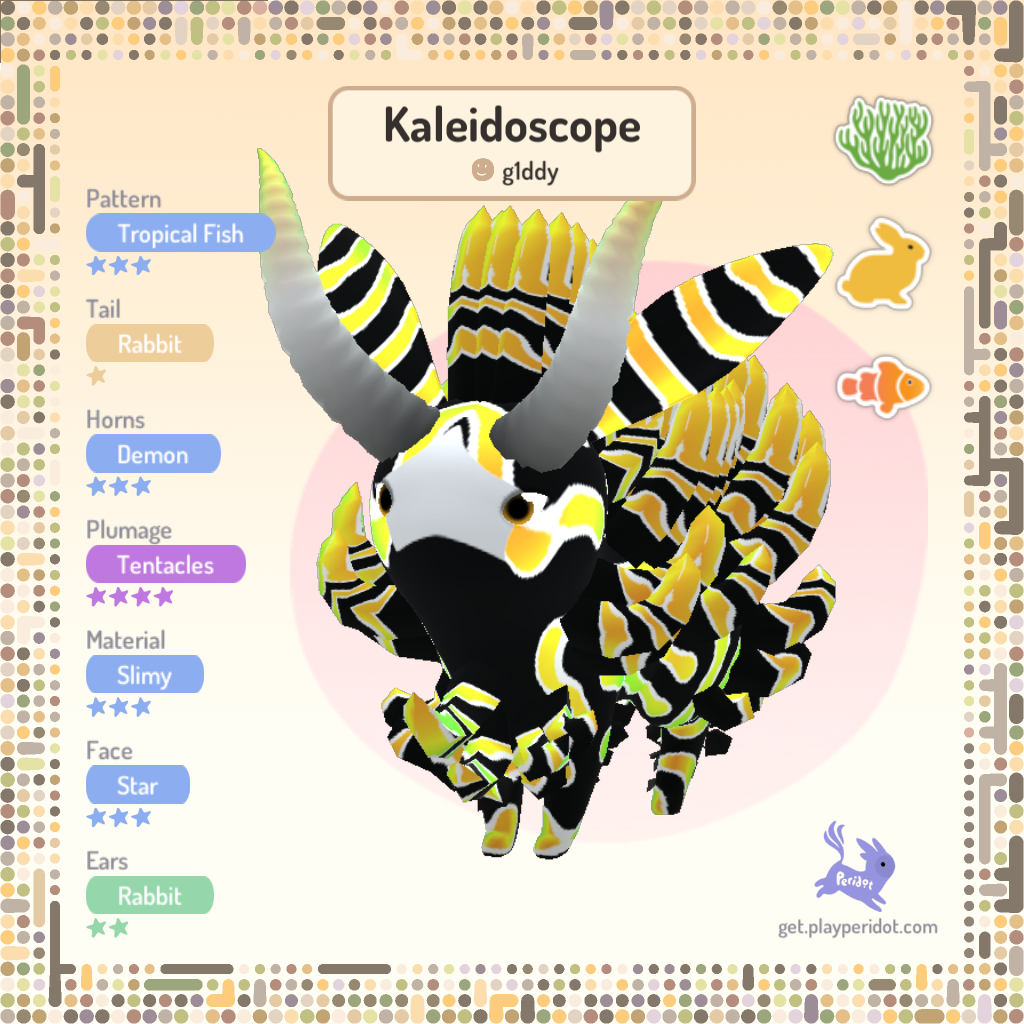 Kaleidoscope
g1ddy
Pattern
Tropical Fish
Tail
Rabbit
Horns
Demon
Plumage
Tentacles
Material
Slimy
Face
Star
Ears
Rabbit
Peridot
get.playperidot.com